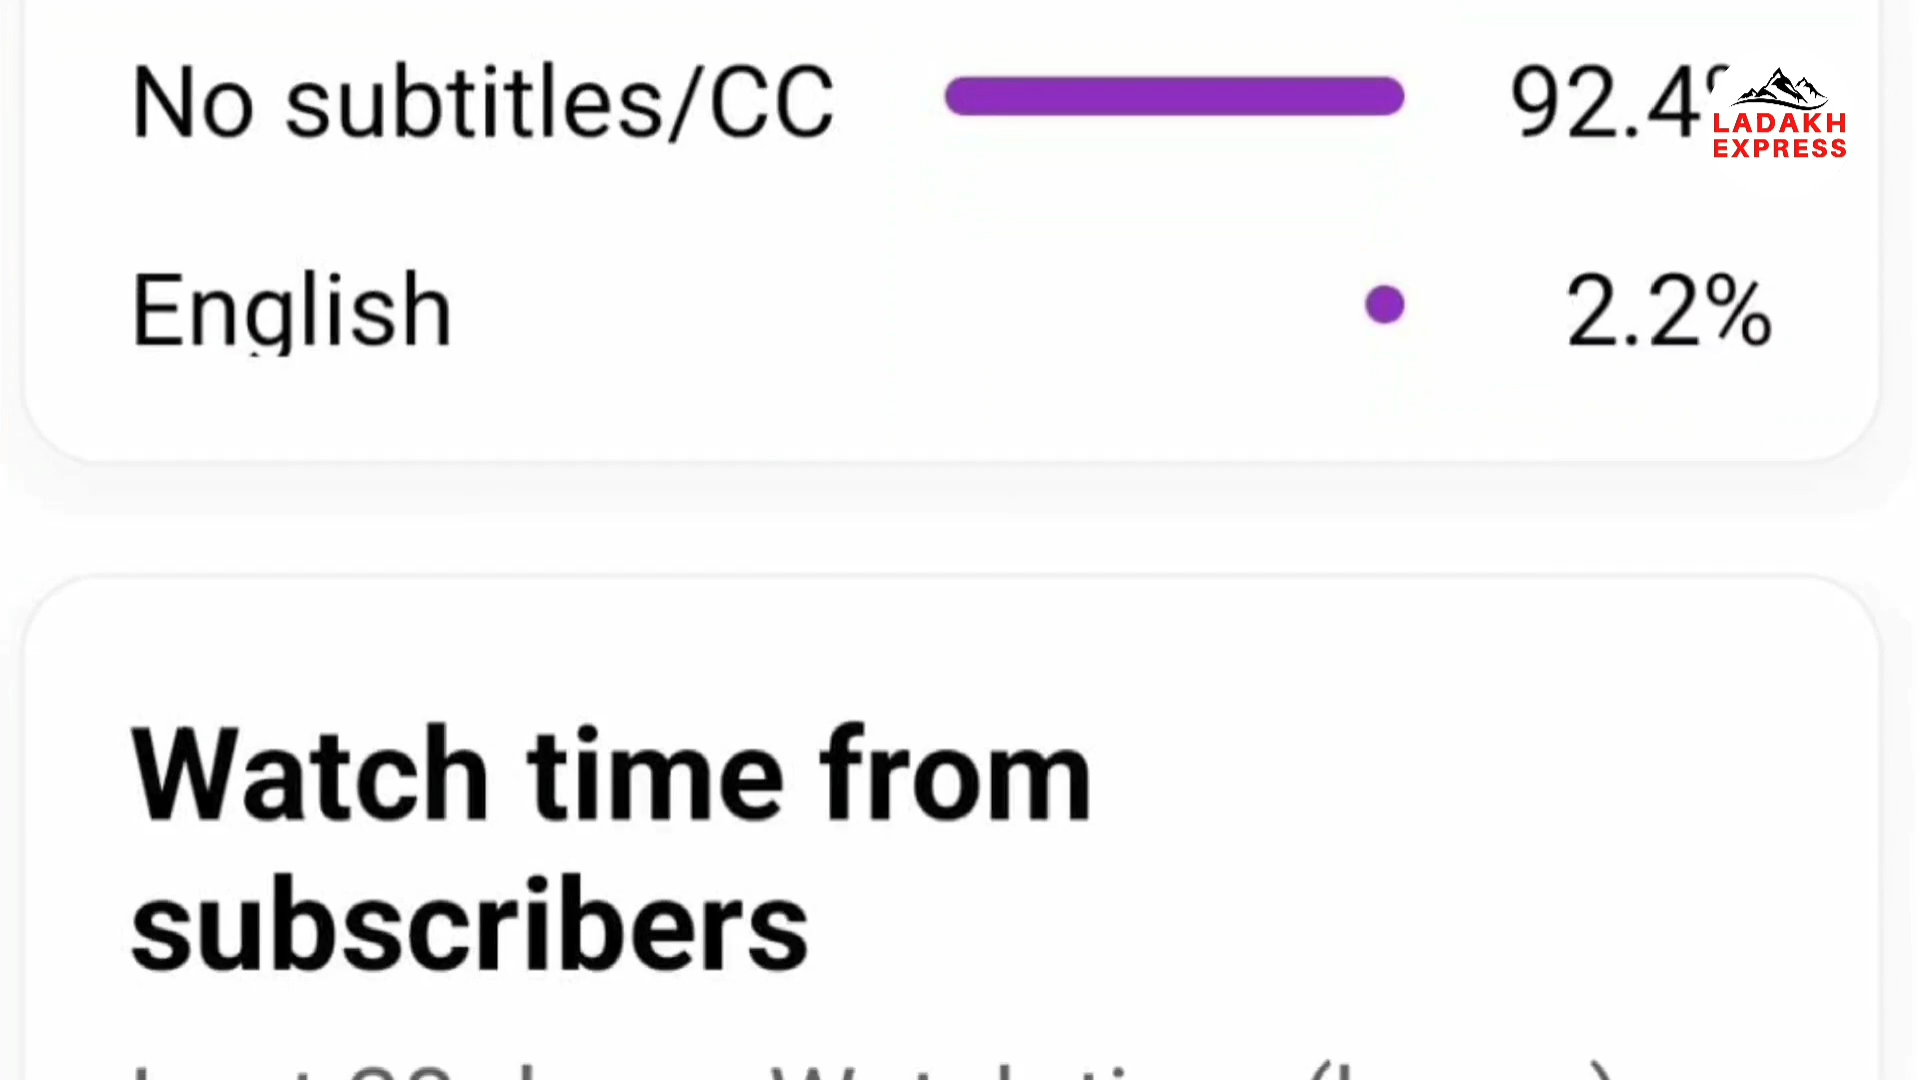 No subtitles/CC 92.4%
LADAKH
EXPRESS
English 2.2%
Watch time from
subscribers